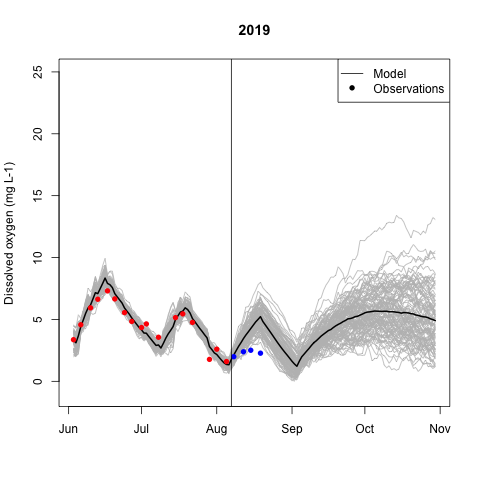 2019
Model
Observations
Dissolved oxygen (mg L-1)
25
20
15
10
5
0
Jun Jul Aug Sep Oct Nov